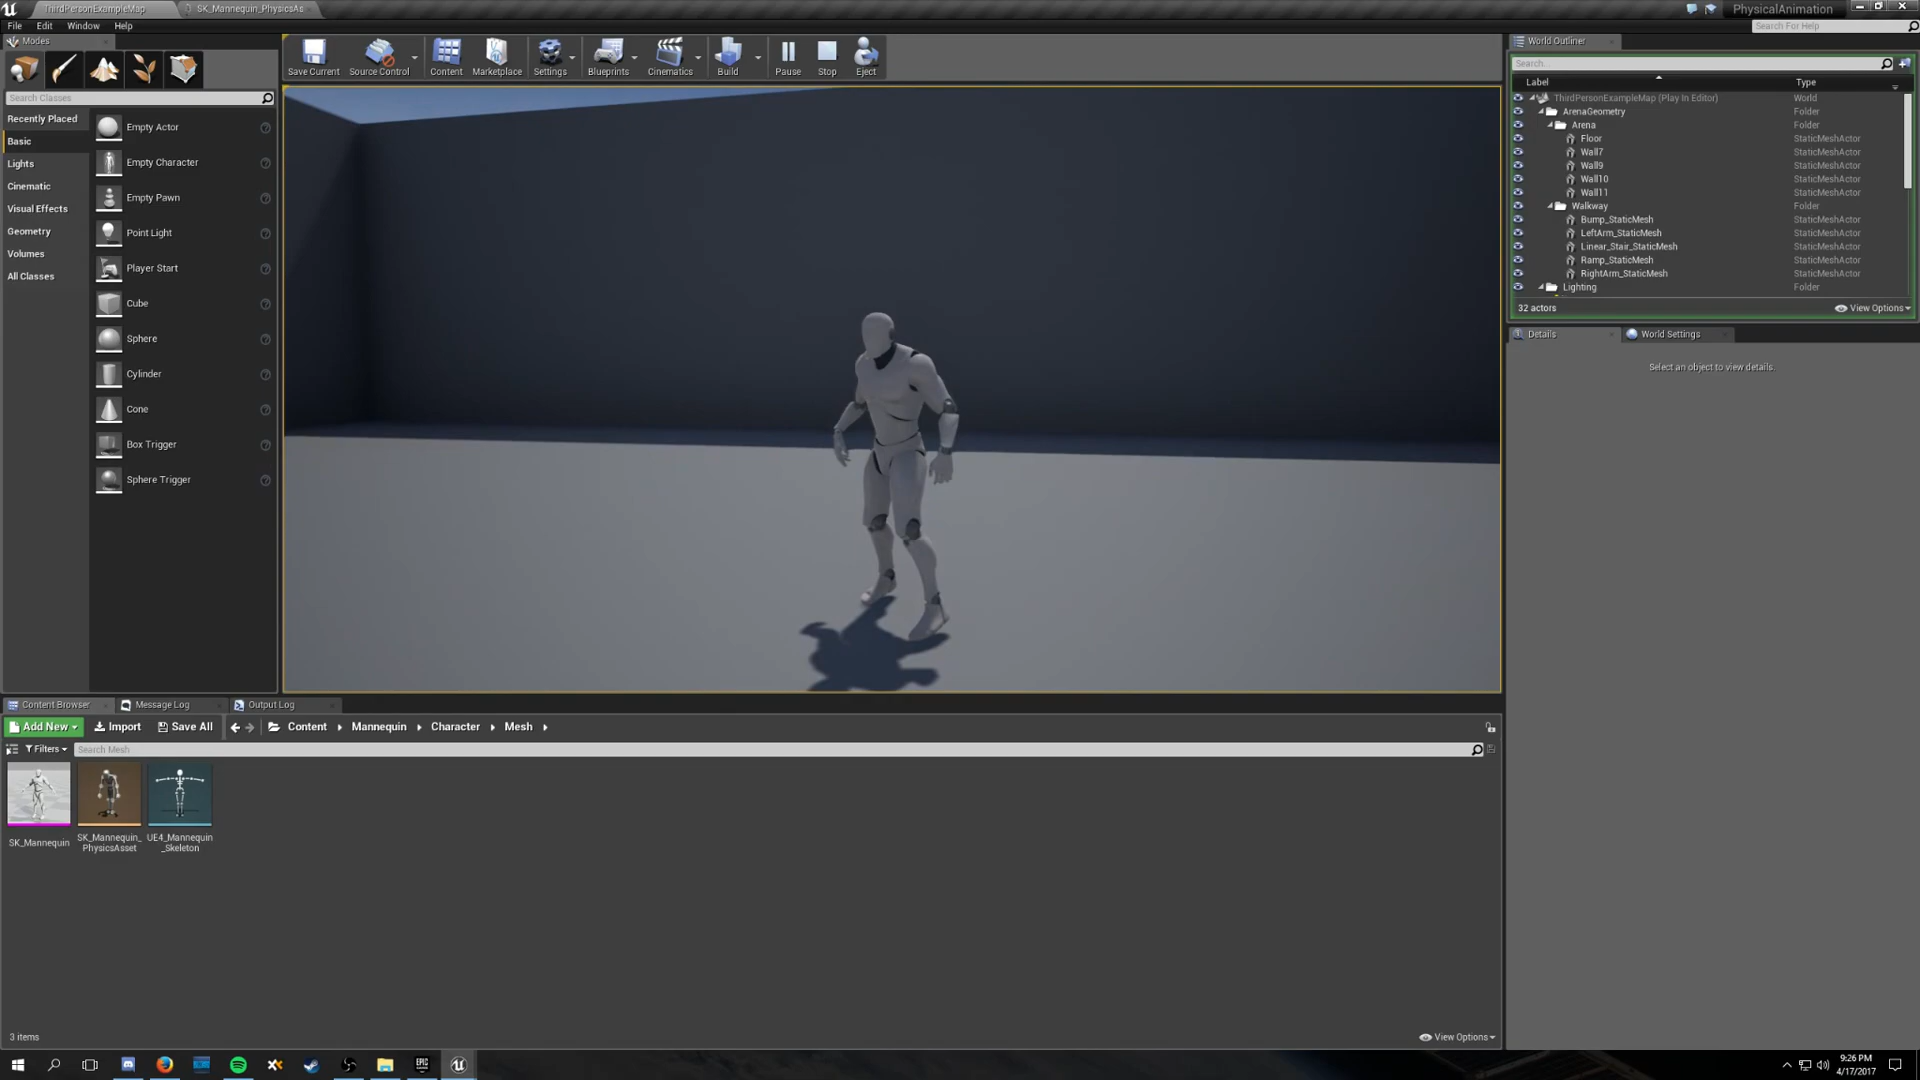 ThirdPersonExampleMap
SK_Mannequin_PhysicsAs
PhysicalAnimation
File Edit Window Help
Search For Help
Modes
Search Classes
Recently Placed
Basic
Lights
Cinematic
Visual Effects
Geometry
Volumes
All Classes
Empty Actor
Empty Character
Empty Pawn
Point Light
Player Start
Cube
Sphere
Cylinder
Cone
Box Trigger
Sphere Trigger
Save Current Source Control Content Marketplace Settings Blueprints Cinematics Build Pause Stop Eject
World Outliner
Search...
Label Type
ThirdPersonExampleMap (Play In Editor) World
ArenaGeometry Folder
Arena Folder
Floor StaticMeshActor
Wall7 StaticMeshActor
Wall9 StaticMeshActor
Wall10 StaticMeshActor
Wall11 StaticMeshActor
Walkway Folder
Bump_StaticMesh StaticMeshActor
LeftArm_StaticMesh StaticMeshActor
Linear_Stair_StaticMesh StaticMeshActor
Ramp_StaticMesh StaticMeshActor
RightArm_StaticMesh StaticMeshActor
Lighting Folder
32 actors View Options
Details World Settings
Select an object to view details.
Content Browser Message Log Output Log
Add New Import Save All Content Mannequin Character Mesh
Filters Search Mesh
SK_Mannequin
SK_Mannequin_
PhysicsAsset
UE4_Mannequin
_Skeleton
3 items View Options
EPIC
9:26 PM
4/17/2017